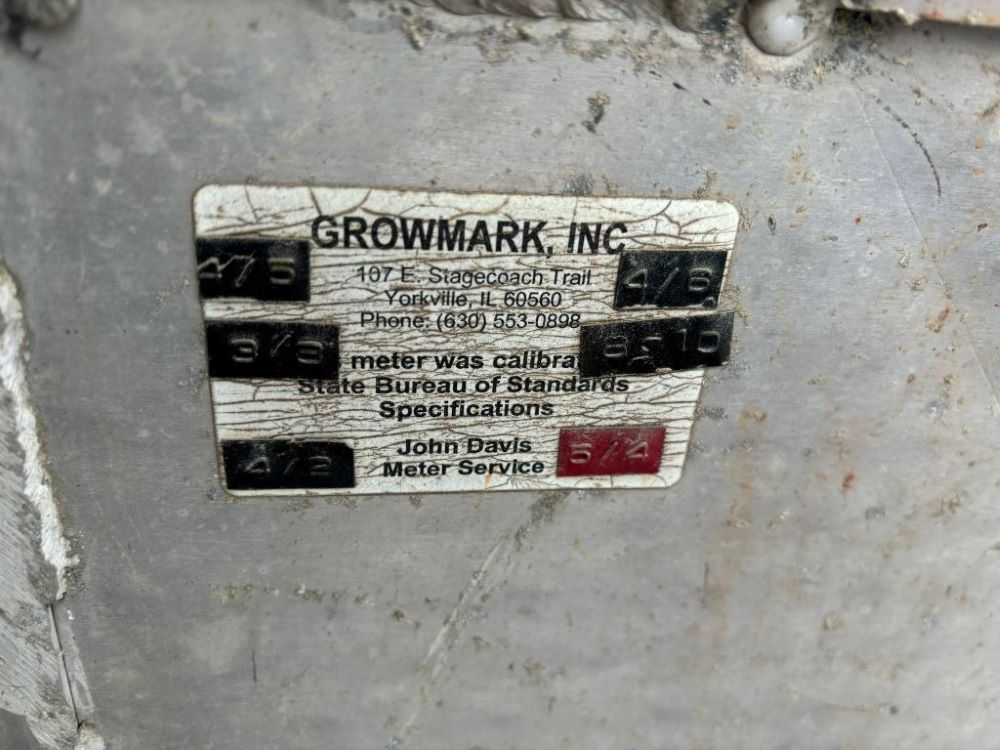 GROWMARK, INC
107 E. Stagecoach Trail
4/5
4/6
Yorkville, IL 60560
Phone: (630) 553-0898
3/3
meter was calibra
State Bureau of Standards
Specifications
John Davis
4/2
5/4
Meter Service